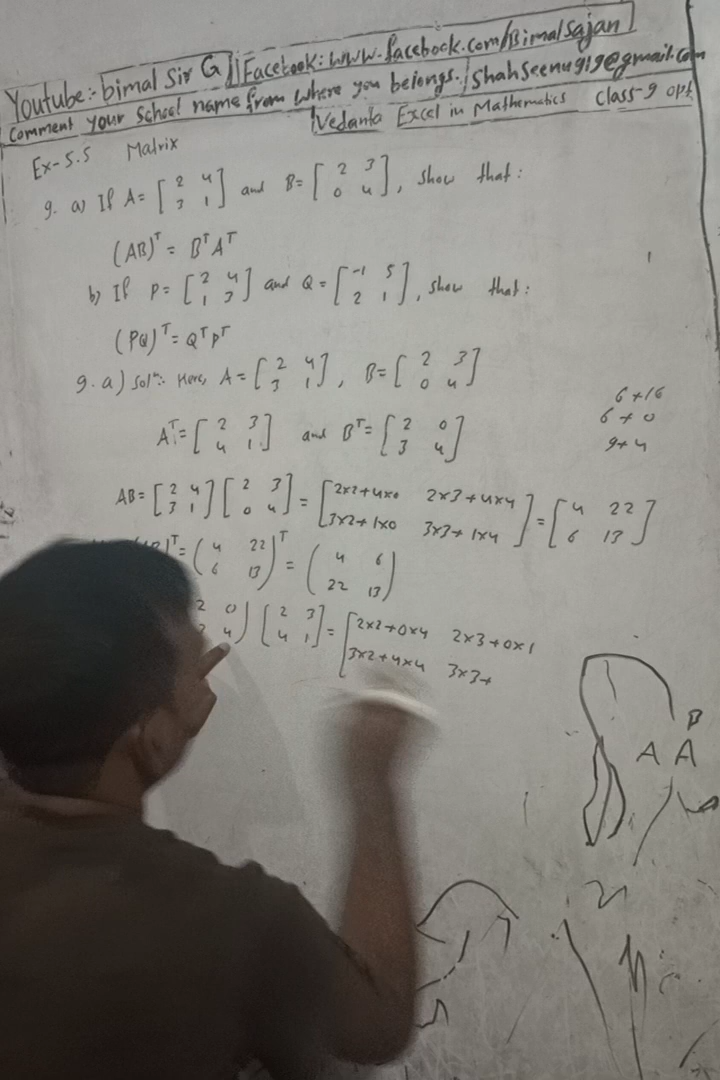 Youtube:- bimal Sir G || Facebook: www.facebook.com/Bimalsajan
Comment your School name from where you belongs. | Shahseenu919@gmail.com
Vedanta Excel in Mathematics Class-9 opt
Ex-5.5 Matrix
9. a) If A = [2 4 3 1] and B = [2 3 0 4], show that:
(AB)ᵀ = BᵀAᵀ
b) If P = [2 4 1 3] and Q = [-1 5 2 1], show that:
(PQ)ᵀ = QᵀPᵀ
9. a) Solⁿ: Here, A = [2 4 3 1], B = [2 3 0 4]
Aᵀ = [2 3 4 1] and Bᵀ = [2 0 3 4]
6+16
6+0
9+4
AB = [2 4 3 1] [2 3 0 4] = [2×2+4×0 2×3+4×4 3×2+1×0 3×3+1×4] = [4 22 6 13]
ᵀ = (4 22 6 13)ᵀ = (4 6 22 13)
2 0 4] [2 3 4 1] = [2×2+0×4 2×3+0×1 3×2+4×4 3×3+
B
A A